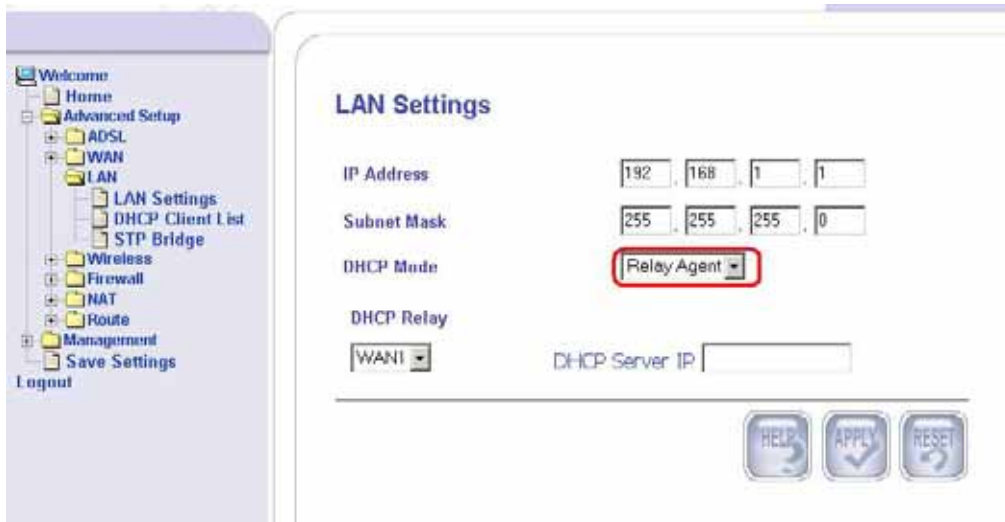 Welcome
Home
Advanced Setup
ADSL
WAN
LAN
LAN Settings
DHCP Client List
STP Bridge
Wireless
Firewall
NAT
Route
Management
Save Settings
Logout
LAN Settings
IP Address 192 . 168 . 1 . 1
Subnet Mask 255 . 255 . 255 . 0
DHCP Mode Relay Agent
DHCP Relay
WAN1 DHCP Server IP
HELP APPLY RESET